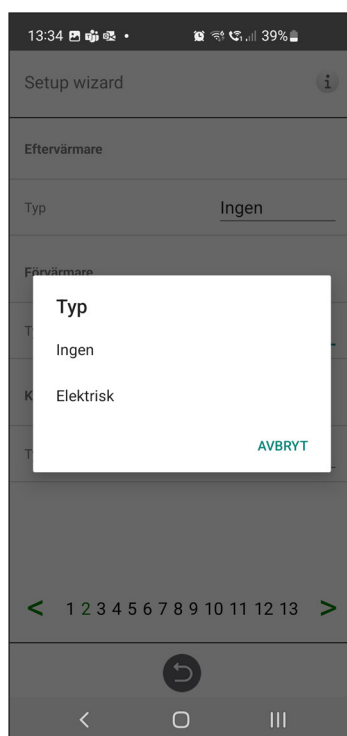 13:34 39%
Setup wizard i
Eftervärmare
Typ Ingen
Förvärmare
Typ
Ingen
Elektrisk
AVBRYT
< 1 2 3 4 5 6 7 8 9 10 11 12 13 >